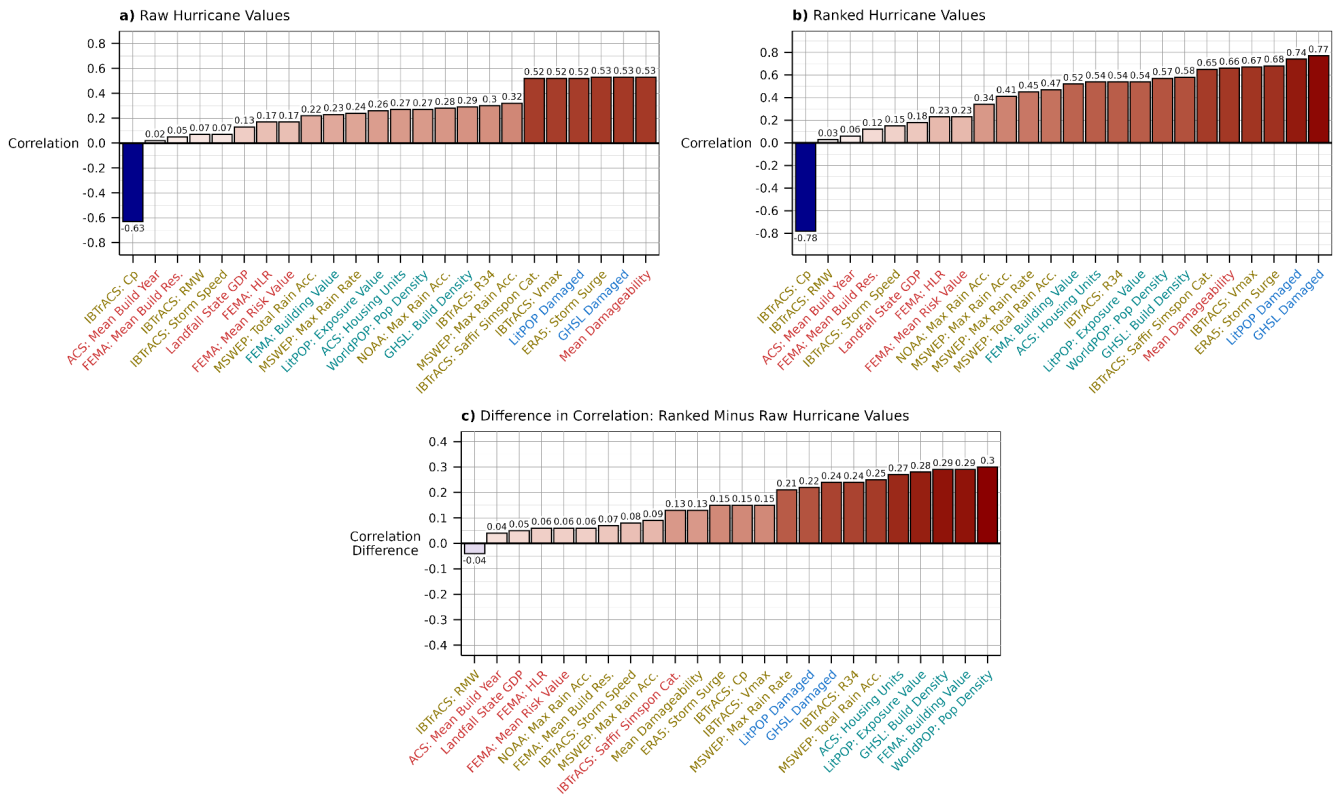 a) Raw Hurricane Values
0.8
0.6
0.4
0.2
0.0
-0.2
-0.4
-0.6
-0.8
Correlation
-0.63
0.02
0.05
0.07
0.07
0.13
0.17
0.17
0.22
0.23
0.24
0.26
0.27
0.27
0.28
0.29
0.3
0.32
0.52
0.52
0.52
0.53
0.53
0.53
IBTrACS: Cp
ACS: Mean Build Year
FEMA: Mean Build Res.
IBTrACS: RMW
IBTrACS: Storm Speed
Landfall State GDP
FEMA: HLR
FEMA: Mean Risk Value
MSWEP: Total Rain Acc.
FEMA: Building Value
MSWEP: Max Rain Rate
LitPOP: Exposure Value
ACS: Housing Units
WorldPOP: Pop Density
NOAA: Max Rain Acc.
GHSL: Build Density
IBTrACS: R34
MSWEP: Max Rain Acc.
IBTrACS: Saffir Simspon Cat.
IBTrACS: Vmax
LitPOP Damaged
ERA5: Storm Surge
GHSL Damaged
Mean Damageability
b) Ranked Hurricane Values
0.8
0.6
0.4
0.2
0.0
-0.2
-0.4
-0.6
-0.8
Correlation
-0.78
0.03
0.06
0.12
0.15
0.18
0.23
0.23
0.34
0.41
0.45
0.47
0.52
0.54
0.54
0.54
0.57
0.58
0.65
0.66
0.67
0.68
0.74
0.77
IBTrACS: Cp
IBTrACS: RMW
ACS: Mean Build Year
FEMA: Mean Build Res.
IBTrACS: Storm Speed
Landfall State GDP
FEMA: HLR
FEMA: Mean Risk Value
NOAA: Max Rain Acc.
MSWEP: Max Rain Acc.
MSWEP: Max Rain Rate
MSWEP: Total Rain Acc.
FEMA: Building Value
ACS: Housing Units
IBTrACS: R34
LitPOP: Exposure Value
WorldPOP: Pop Density
GHSL: Build Density
IBTrACS: Saffir Simspon Cat.
Mean Damageability
IBTrACS: Vmax
ERA5: Storm Surge
LitPOP Damaged
GHSL Damaged
c) Difference in Correlation: Ranked Minus Raw Hurricane Values
0.4
0.3
0.2
0.1
0.0
-0.1
-0.2
-0.3
-0.4
Correlation
Difference
-0.04
0.04
0.05
0.06
0.06
0.06
0.07
0.08
0.09
0.13
0.13
0.15
0.15
0.15
0.21
0.22
0.24
0.24
0.25
0.27
0.28
0.29
0.29
0.3
IBTrACS: RMW
ACS: Mean Build Year
Landfall State GDP
FEMA: HLR
FEMA: Mean Risk Value
NOAA: Max Rain Acc.
FEMA: Mean Build Res.
IBTrACS: Storm Speed
MSWEP: Max Rain Acc.
IBTrACS: Saffir Simspon Cat.
Mean Damageability
ERA5: Storm Surge
IBTrACS: Cp
IBTrACS: Vmax
MSWEP: Max Rain Rate
LitPOP Damaged
GHSL Damaged
IBTrACS: R34
MSWEP: Total Rain Acc.
ACS: Housing Units
LitPOP: Exposure Value
GHSL: Build Density
FEMA: Building Value
WorldPOP: Pop Density